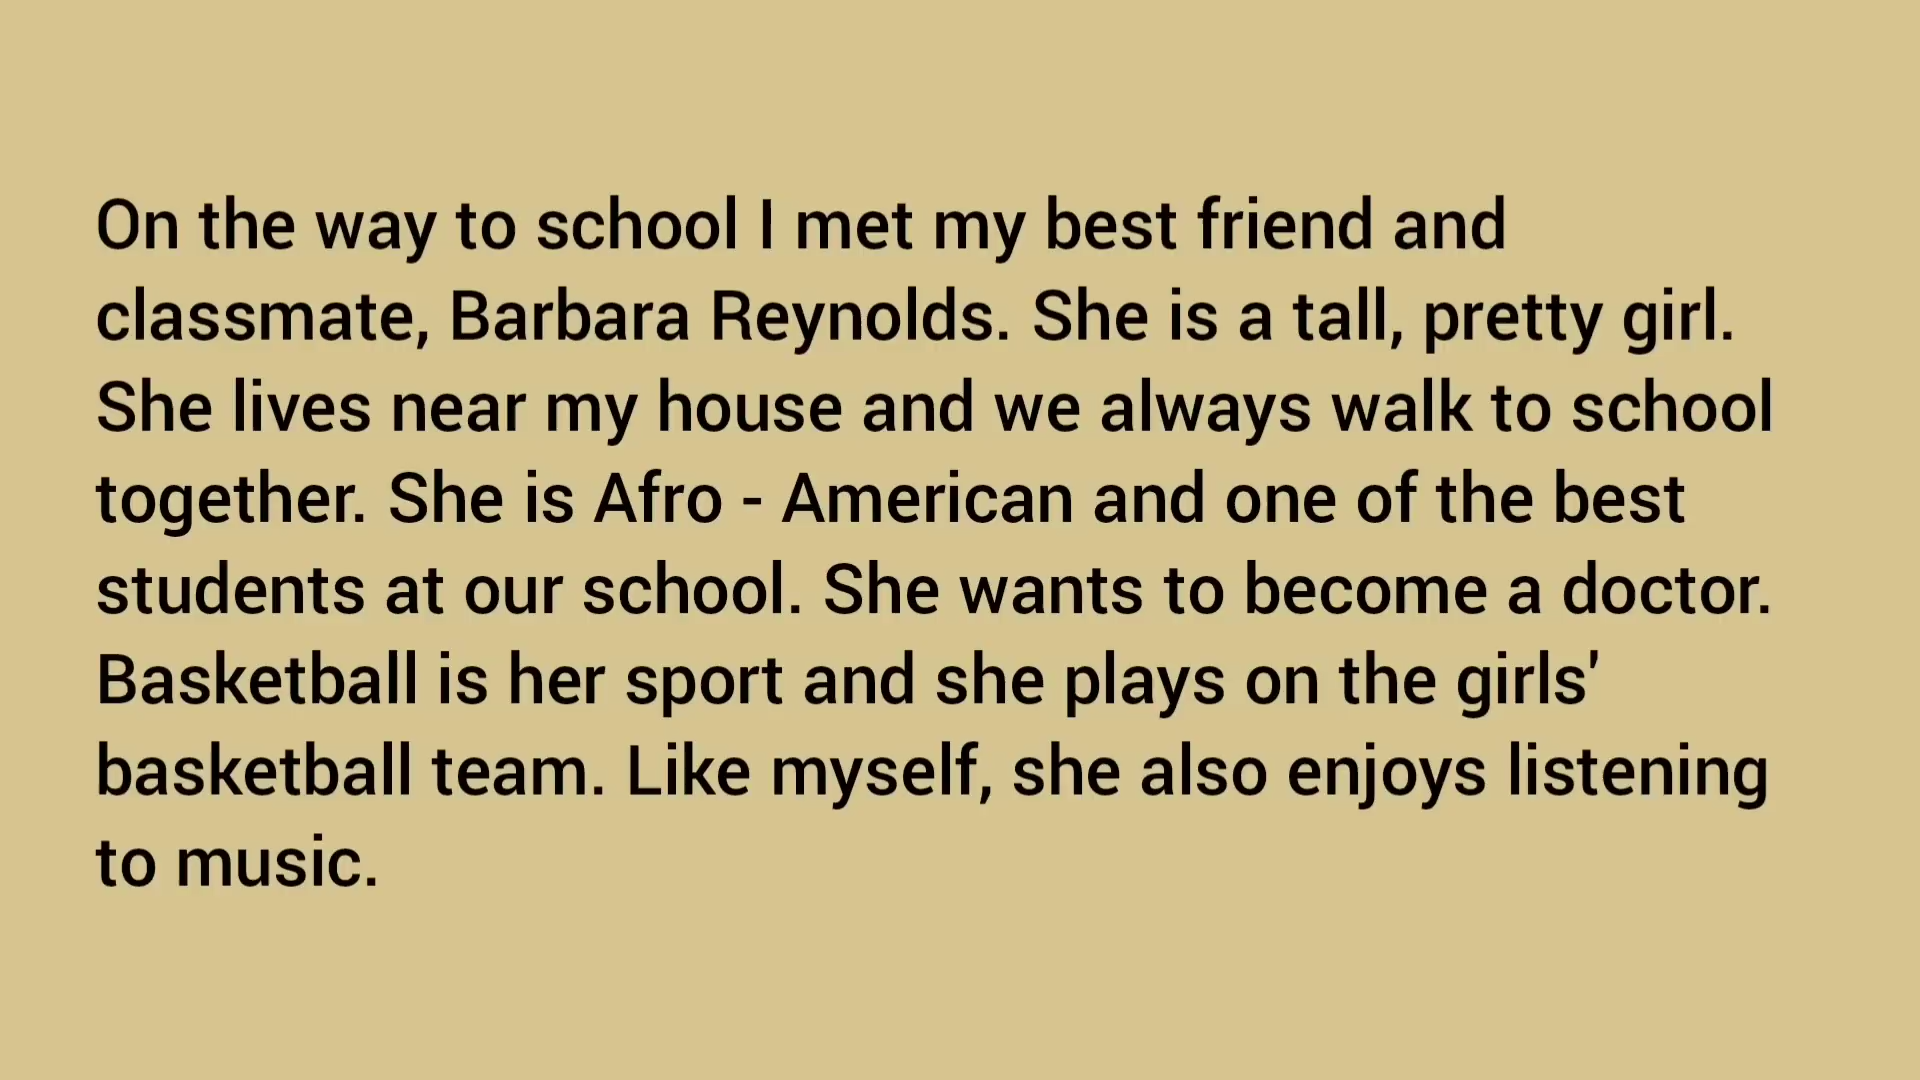 On the way to school I met my best friend and
classmate, Barbara Reynolds. She is a tall, pretty girl.
She lives near my house and we always walk to school
together. She is Afro - American and one of the best
students at our school. She wants to become a doctor.
Basketball is her sport and she plays on the girls'
basketball team. Like myself, she also enjoys listening
to music.